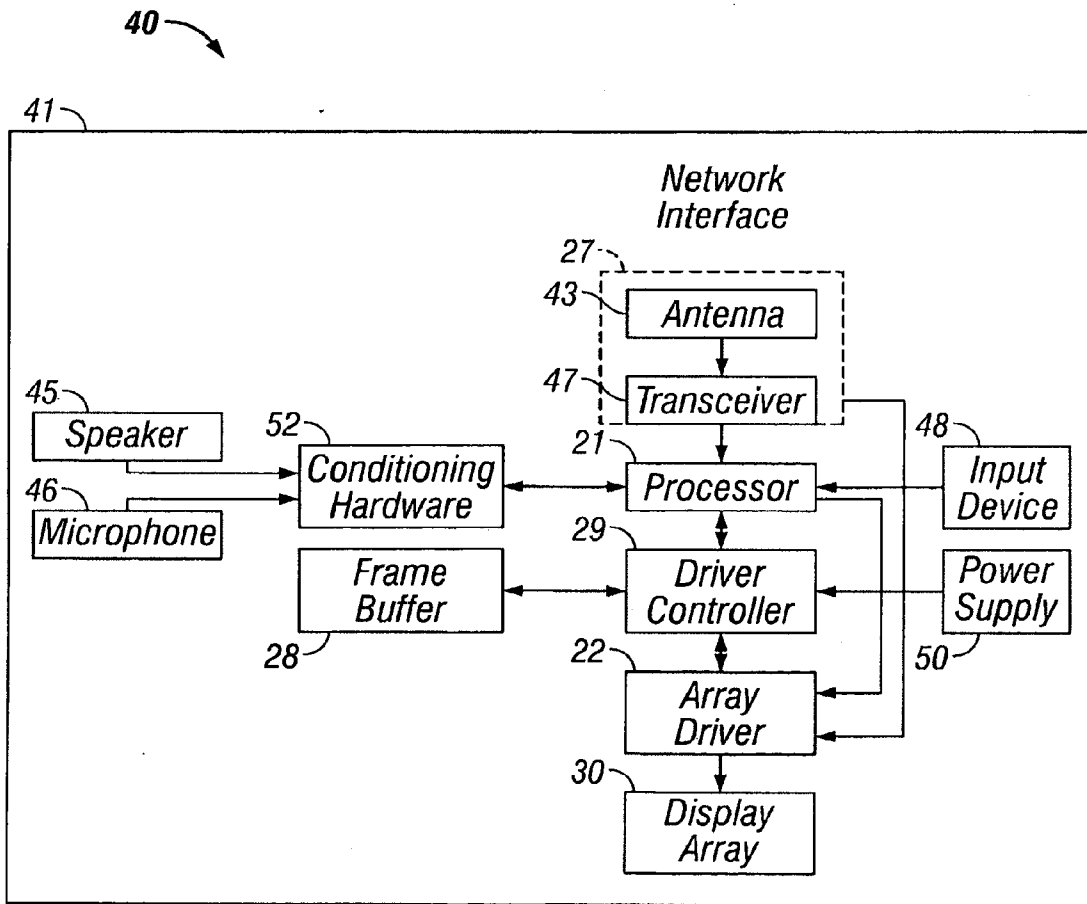 40
41
Network
Interface
27
43
Antenna
47
Transceiver
45
Speaker
52
Conditioning
Hardware
21
Processor
48
Input
Device
46
Microphone
29
Driver
Controller
Frame
Buffer
28
Power
Supply
50
22
Array
Driver
30
Display
Array